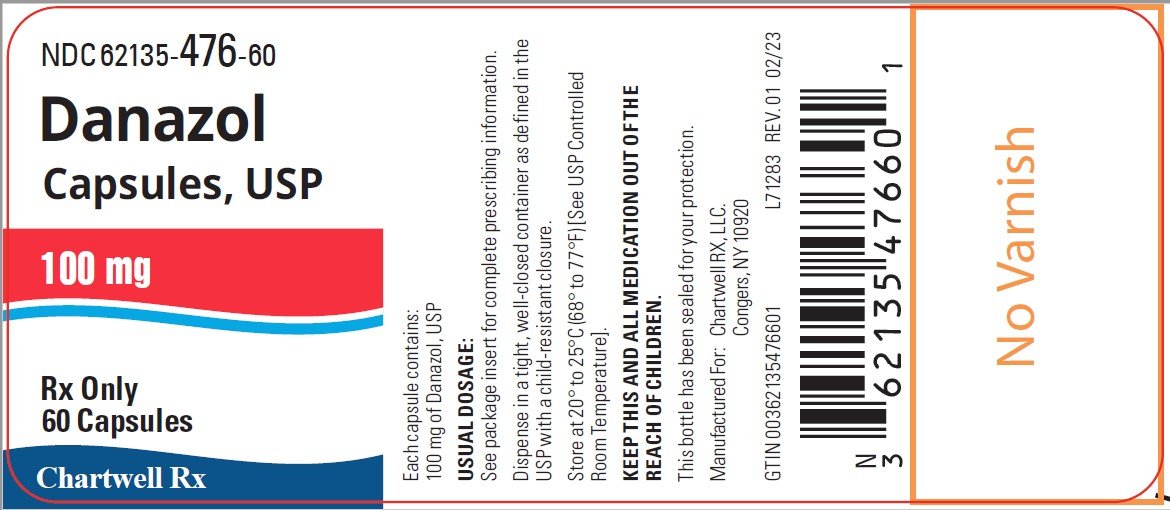 NDC 62135-476-60
Danazol
Capsules, USP
100 mg
Rx Only
60 Capsules
Chartwell Rx
Each capsule contains:
100 mg of Danazol, USP
USUAL DOSAGE:
See package insert for complete prescribing information.
Dispense in a tight, well-closed container as defined in the
USP with a child-resistant closure.
Store at 20° to 25°C (68° to 77°F) [See USP Controlled
Room Temperature].
KEEP THIS AND ALL MEDICATION OUT OF THE
REACH OF CHILDREN.
This bottle has been sealed for your protection.
Manufactured For: Chartwell RX, LLC.
Congers, NY 10920
GTIN 00362135476601 L71283 REV. 01 02/23
N
3 62135 47660 1
No Varnish